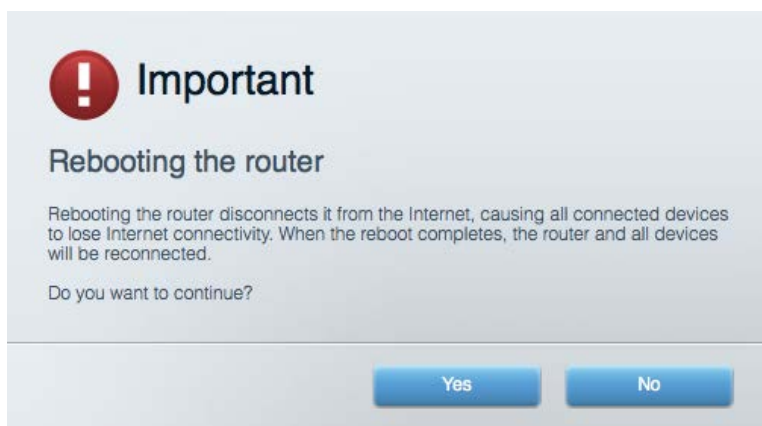 Important
Rebooting the router
Rebooting the router disconnects it from the Internet, causing all connected devices
to lose Internet connectivity. When the reboot completes, the router and all devices
will be reconnected.
Do you want to continue?
Yes
No